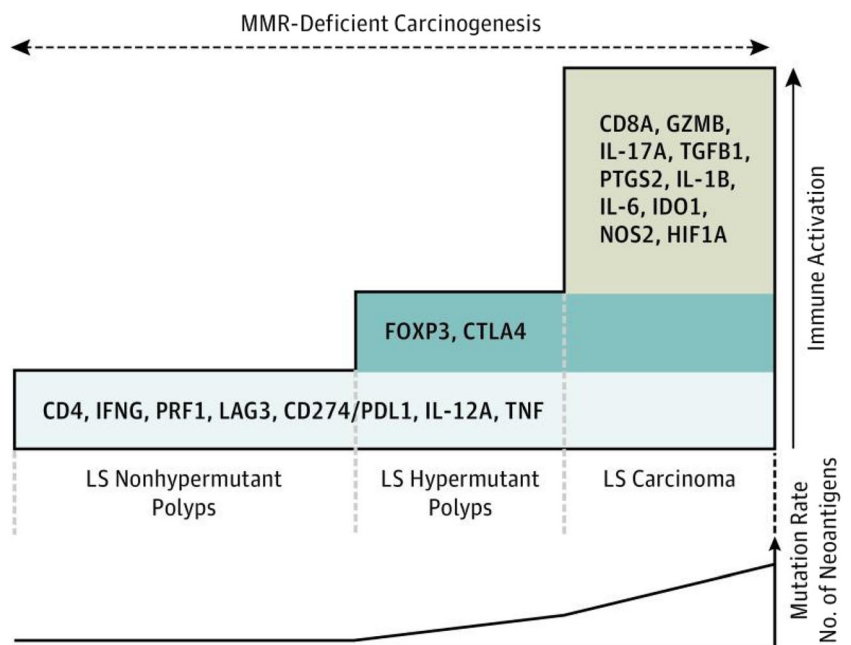 MMR-Deficient Carcinogenesis
CD8A, GZMB,
IL-17A, TGFB1,
PTGS2, IL-1B,
IL-6, IDO1,
NOS2, HIF1A
Immune Activation
FOXP3, CTLA4
CD4, IFNG, PRF1, LAG3, CD274/PDL1, IL-12A, TNF
LS Nonhypermutant
Polyps
LS Hypermutant
Polyps
LS Carcinoma
Mutation Rate
No. of Neoantigens